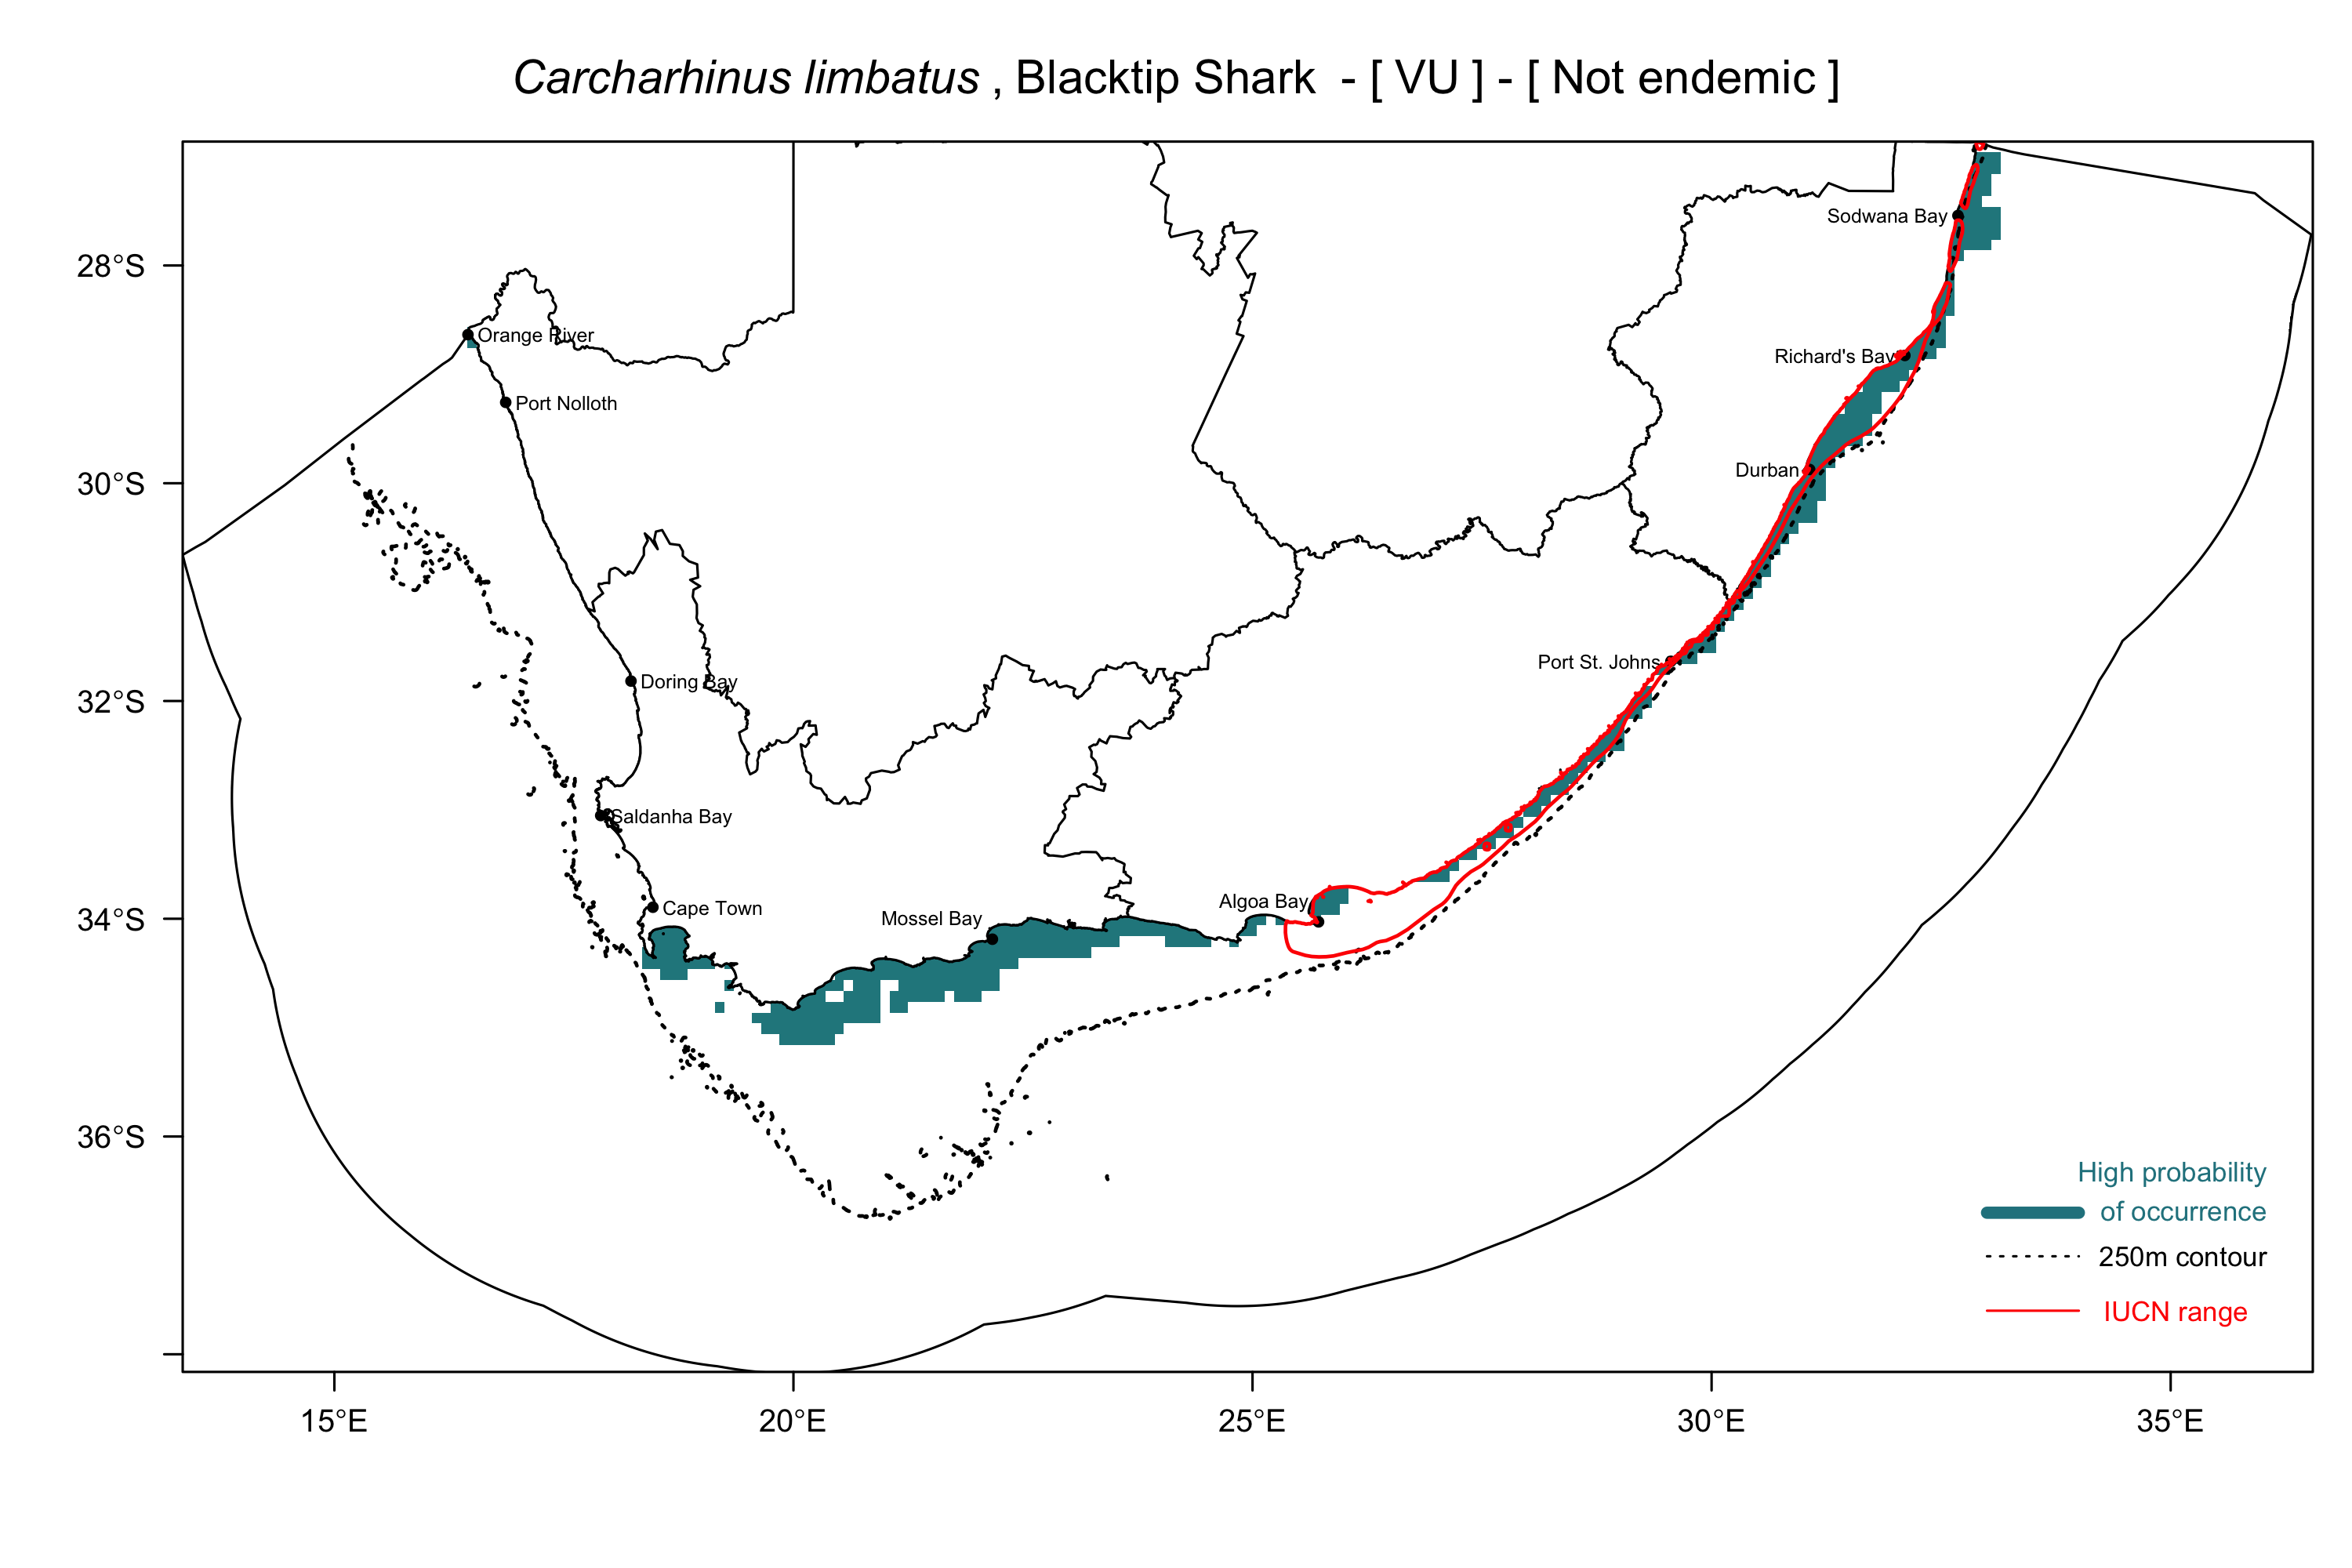 Carcharhinus limbatus , Blacktip Shark - [ VU ] - [ Not endemic ]
Sodwana Bay
28°S
Orange River
Richard's Bay
Port Nolloth
Durban
30°S
Port St. Johns
Doring Bay
32°S
Saldanha Bay
Algoa Bay
Cape Town
Mossel Bay
34°S
36°S
High probability
of occurrence
250m contour
IUCN range
15°E
20°E
25°E
30°E
35°E